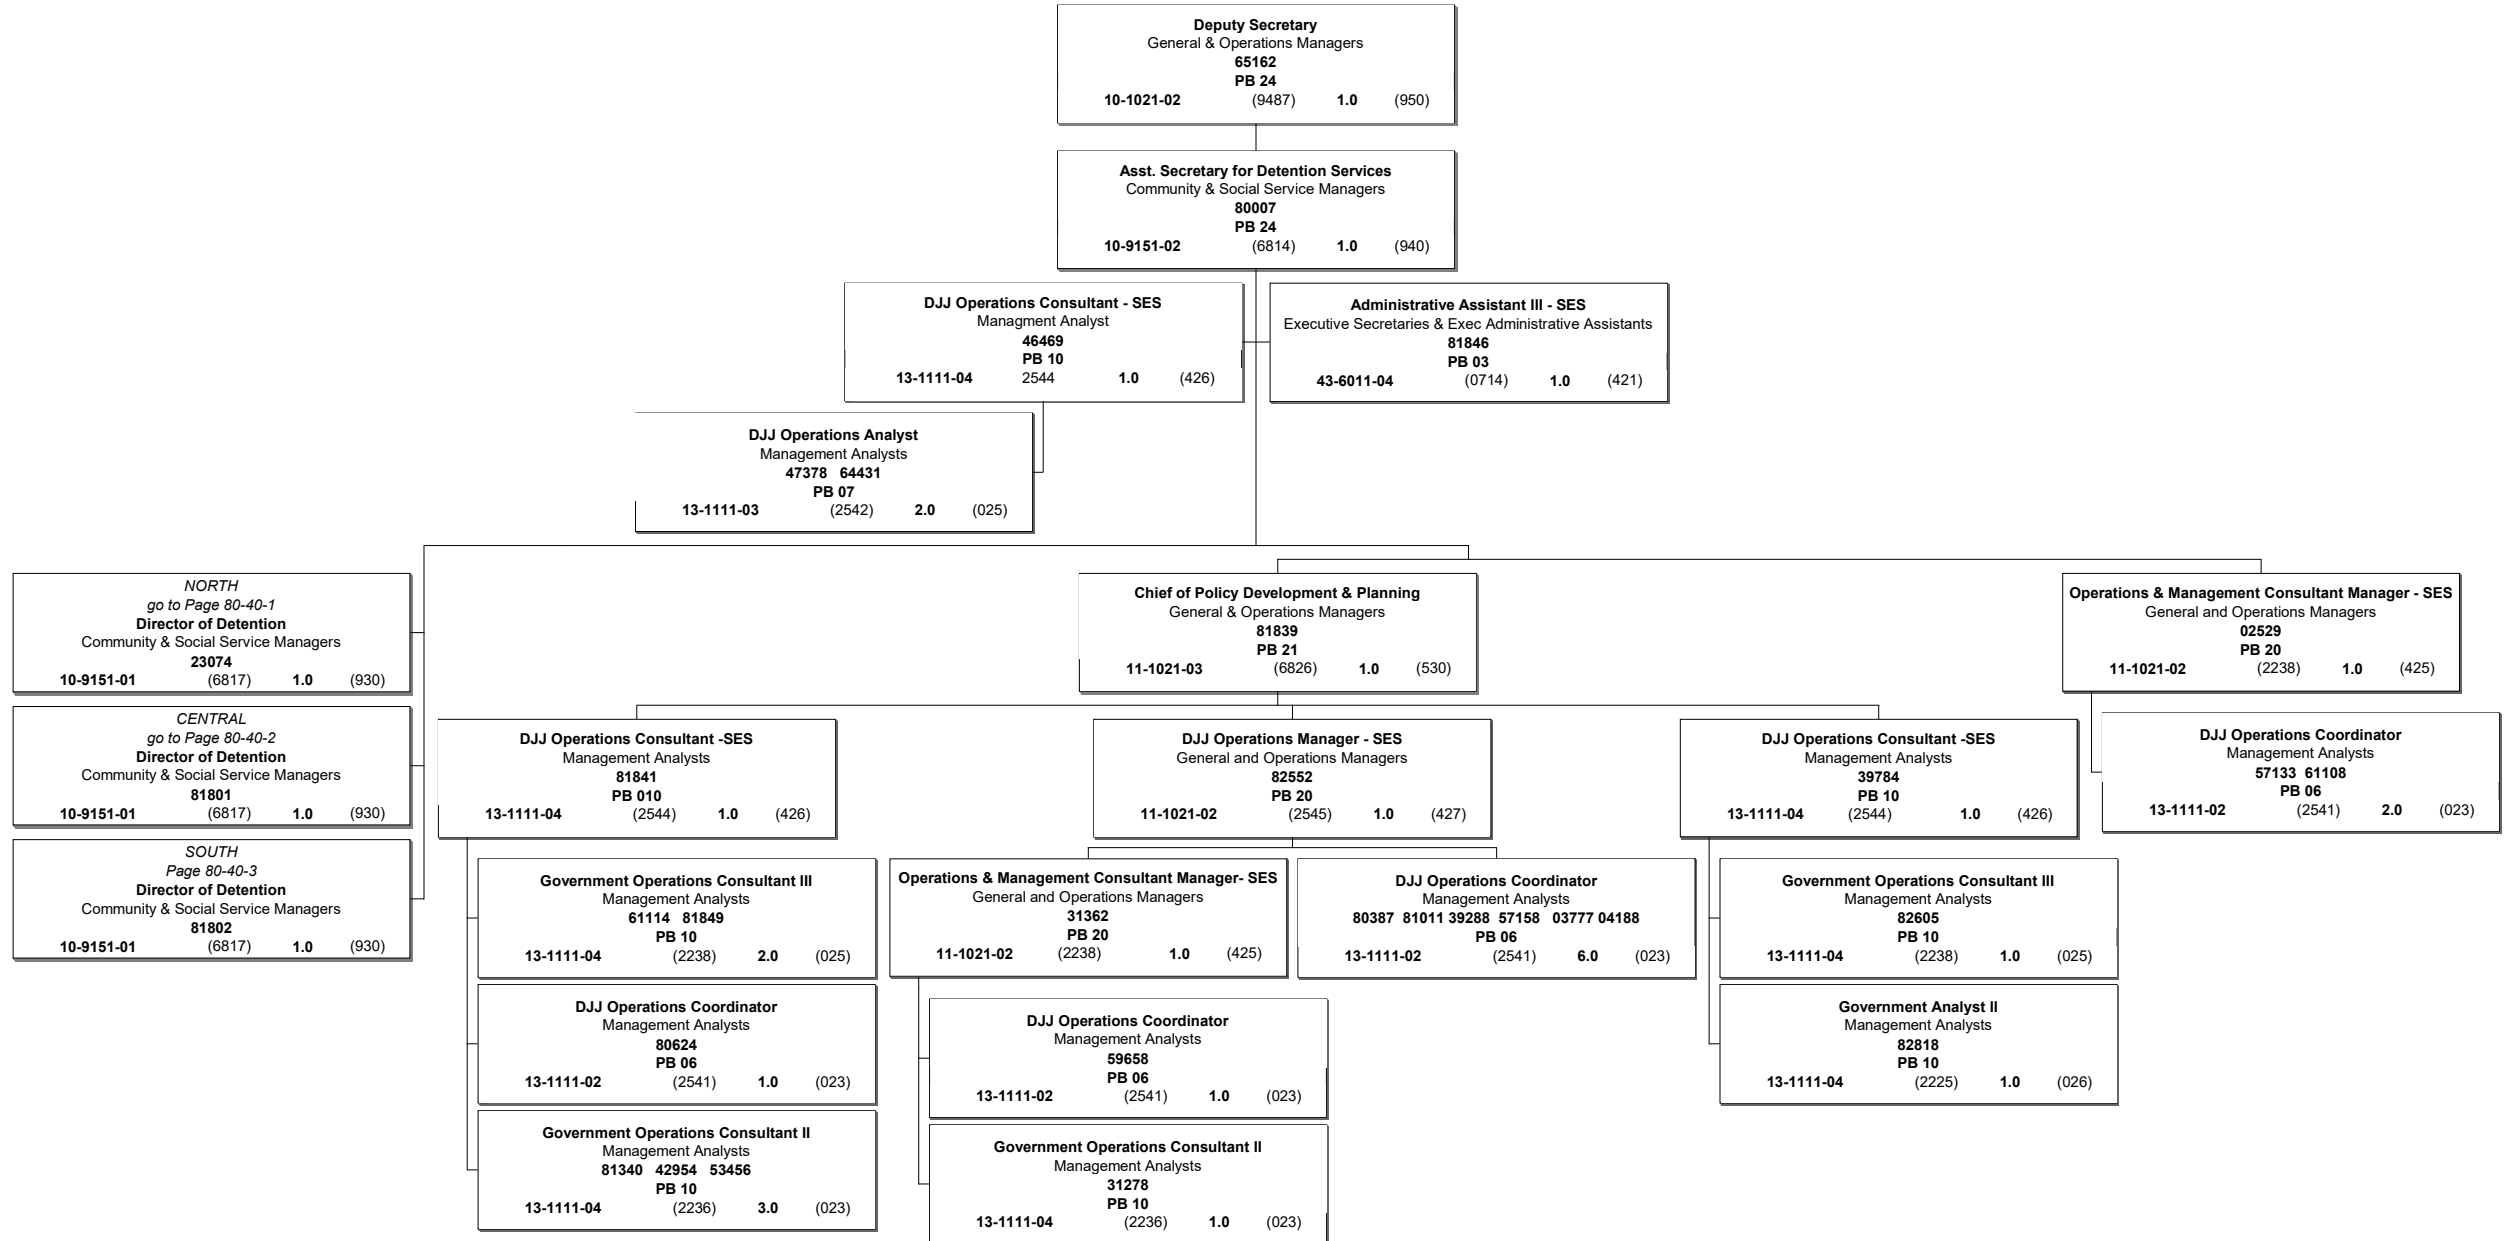 Deputy Secretary
General & Operations Managers
65162
PB 24
10-1021-02 (9487) 1.0 (950)
Asst. Secretary for Detention Services
Community & Social Service Managers
80007
PB 24
10-9151-02 (6814) 1.0 (940)
DJJ Operations Consultant - SES
Managment Analyst
46469
PB 10
13-1111-04 2544 1.0 (426)
Administrative Assistant III - SES
Executive Secretaries & Exec Administrative Assistants
81846
PB 03
43-6011-04 (0714) 1.0 (421)
DJJ Operations Analyst
Management Analysts
47378 64431
PB 07
13-1111-03 (2542) 2.0 (025)
NORTH
go to Page 80-40-1
Director of Detention
Community & Social Service Managers
23074
10-9151-01 (6817) 1.0 (930)
CENTRAL
go to Page 80-40-2
Director of Detention
Community & Social Service Managers
81801
10-9151-01 (6817) 1.0 (930)
SOUTH
Page 80-40-3
Director of Detention
Community & Social Service Managers
81802
10-9151-01 (6817) 1.0 (930)
Chief of Policy Development & Planning
General & Operations Managers
81839
PB 21
11-1021-03 (6826) 1.0 (530)
Operations & Management Consultant Manager - SES
General and Operations Managers
02529
PB 20
11-1021-02 (2238) 1.0 (425)
DJJ Operations Coordinator
Management Analysts
57133 61108
PB 06
13-1111-02 (2541) 2.0 (023)
DJJ Operations Consultant -SES
Management Analysts
81841
PB 010
13-1111-04 (2544) 1.0 (426)
DJJ Operations Manager - SES
General and Operations Managers
82552
PB 20
11-1021-02 (2545) 1.0 (427)
DJJ Operations Consultant -SES
Management Analysts
39784
PB 10
13-1111-04 (2544) 1.0 (426)
Government Operations Consultant III
Management Analysts
61114 81849
PB 10
13-1111-04 (2238) 2.0 (025)
DJJ Operations Coordinator
Management Analysts
80624
PB 06
13-1111-02 (2541) 1.0 (023)
Government Operations Consultant II
Management Analysts
81340 42954 53456
PB 10
13-1111-04 (2236) 3.0 (023)
Operations & Management Consultant Manager- SES
General and Operations Managers
31362
PB 20
11-1021-02 (2238) 1.0 (425)
DJJ Operations Coordinator
Management Analysts
80387 81011 39288 57158 03777 04188
PB 06
13-1111-02 (2541) 6.0 (023)
DJJ Operations Coordinator
Management Analysts
59658
PB 06
13-1111-02 (2541) 1.0 (023)
Government Operations Consultant II
Management Analysts
31278
PB 10
13-1111-04 (2236) 1.0 (023)
Government Operations Consultant III
Management Analysts
82605
PB 10
13-1111-04 (2238) 1.0 (025)
Government Analyst II
Management Analysts
82818
PB 10
13-1111-04 (2225) 1.0 (026)